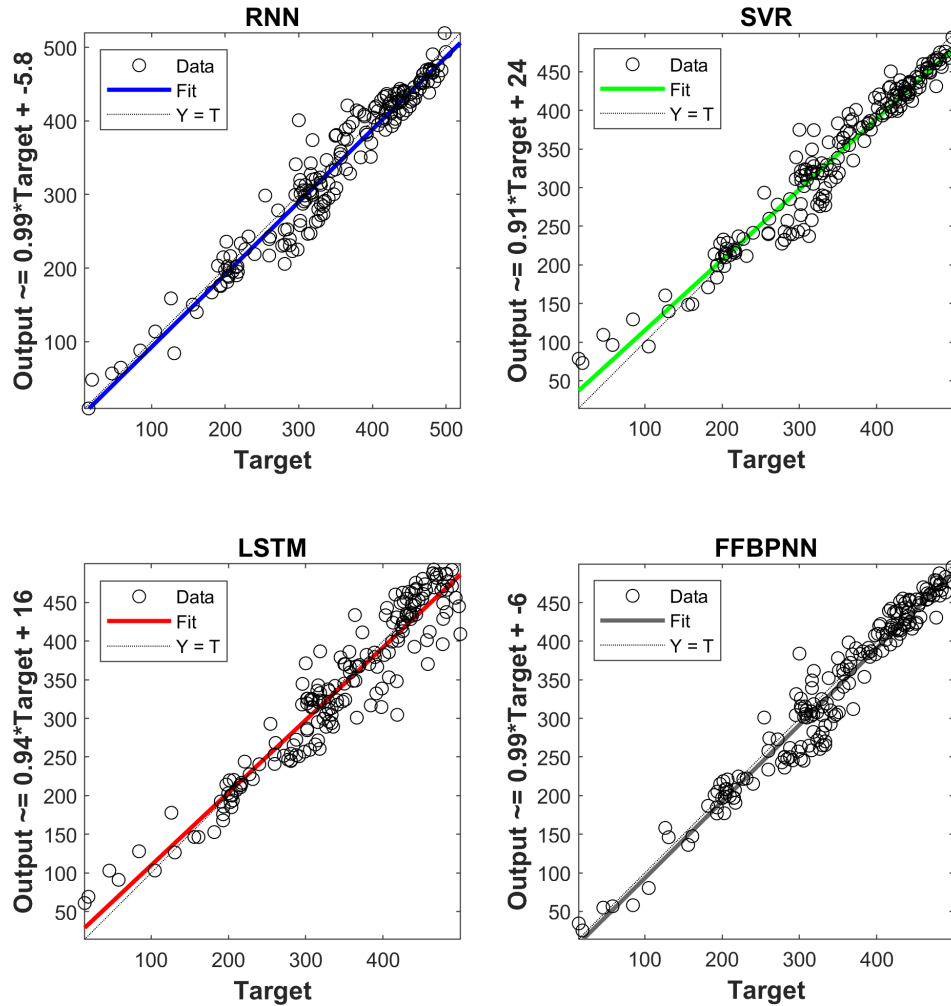 RNN
Output ~= 0.99*Target + -5.8
500
400
300
200
100
Data
Fit
Y = T
100
200
300
400
500
Target
SVR
Output ~= 0.91*Target + 24
450
400
350
300
250
200
150
100
50
Data
Fit
Y = T
100
200
300
400
Target
LSTM
Output ~= 0.94*Target + 16
450
400
350
300
250
200
150
100
50
Data
Fit
Y = T
100
200
300
400
Target
FFBPNN
Output ~= 0.99*Target + -6
450
400
350
300
250
200
150
100
50
Data
Fit
Y = T
100
200
300
400
Target